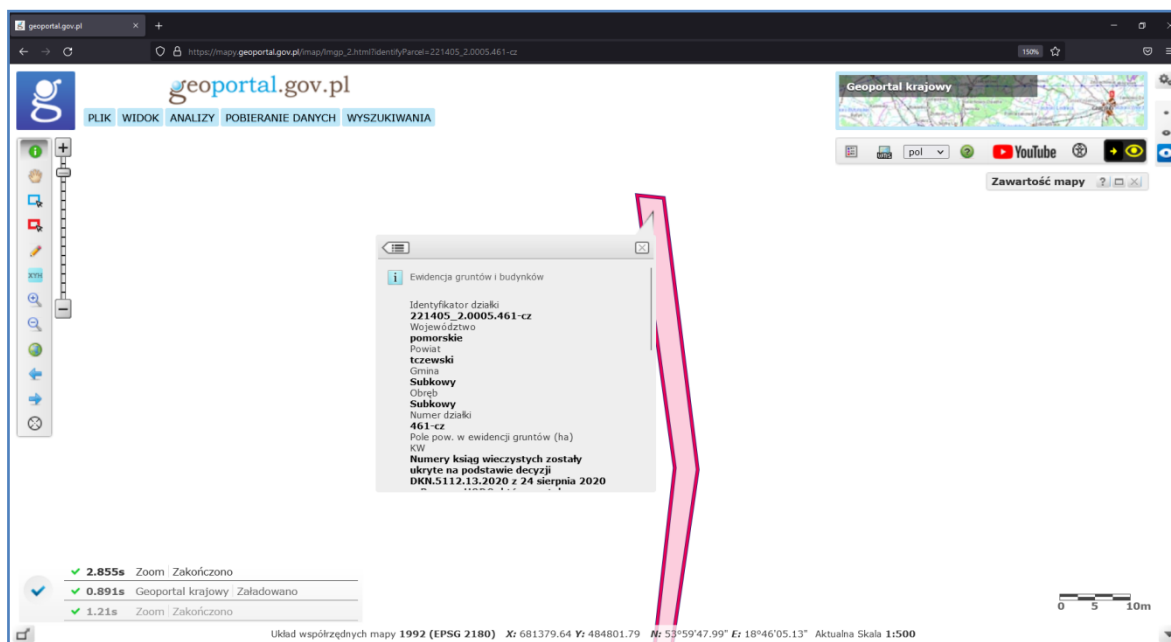 geoportal.gov.pl
https://mapy.geoportal.gov.pl/imap/Imgp_2.html?identifyParcel=221405_2.0005.461-cz
150%
geoportal.gov.pl
PLIK WIDOK ANALIZY POBIERANIE DANYCH WYSZUKIWANIA
Geoportal krajowy
pol
YouTube
Zawartość mapy
Ewidencja gruntów i budynków
Identyfikator działki
221405_2.0005.461-cz
Województwo
pomorskie
Powiat
tczewski
Gmina
Subkowy
Obręb
Subkowy
Numer działki
461-cz
Pole pow. w ewidencji gruntów (ha)
KW
Numery ksiąg wieczystych zostały
ukryte na podstawie decyzji
DKN.5112.13.2020 z 24 sierpnia 2020
2.855s Zoom Zakończono
0.891s Geoportal krajowy Załadowano
1.21s Zoom Zakończono
0 5 10m
Układ współrzędnych mapy 1992 (EPSG 2180) X: 681379.64 Y: 484801.79 N: 53°59'47.99" E: 18°46'05.13" Aktualna Skala 1:500